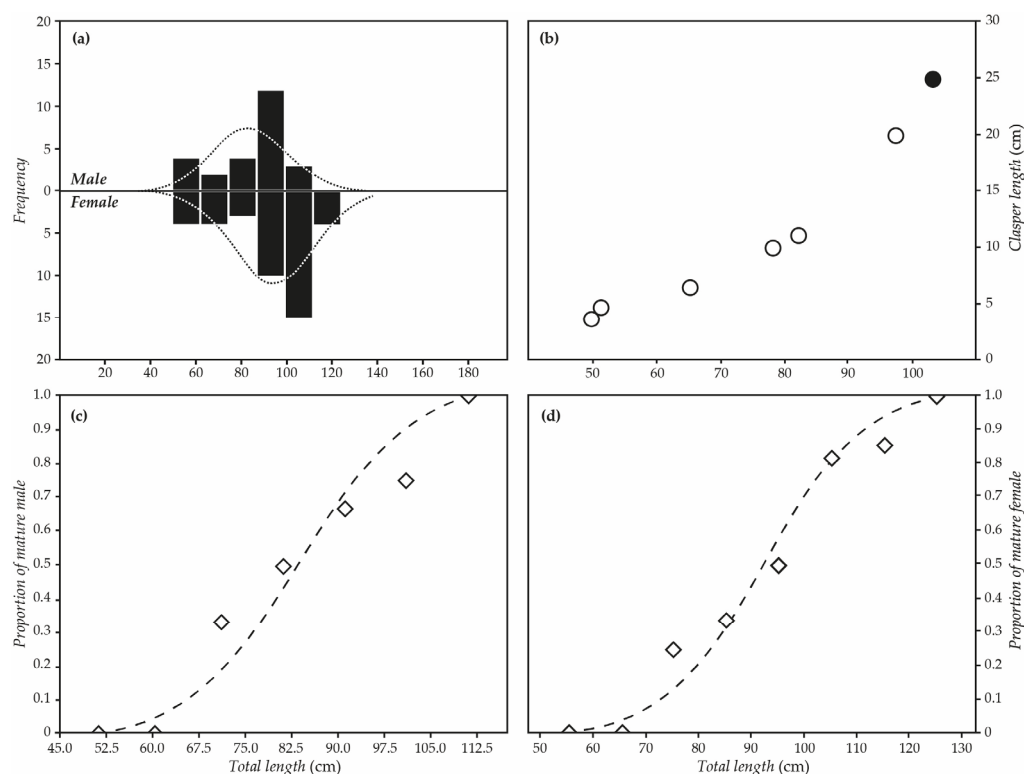 (a)
20
15
10
5
0
5
10
15
20
Frequency
Male
Female
20 40 60 80 100 120 140 160 180
(b)
30
25
20
15
10
5
0
Clasper length (cm)
50 60 70 80 90 100
(c)
1.0
0.9
0.8
0.7
0.6
0.5
0.4
0.3
0.2
0.1
0
Proportion of mature male
45.0 52.5 60.0 67.5 75.0 82.5 90.0 97.5 105.0 112.5
Total length (cm)
(d)
1.0
0.9
0.8
0.7
0.6
0.5
0.4
0.3
0.2
0.1
0
Proportion of mature female
50 60 70 80 90 100 110 120 130
Total length (cm)